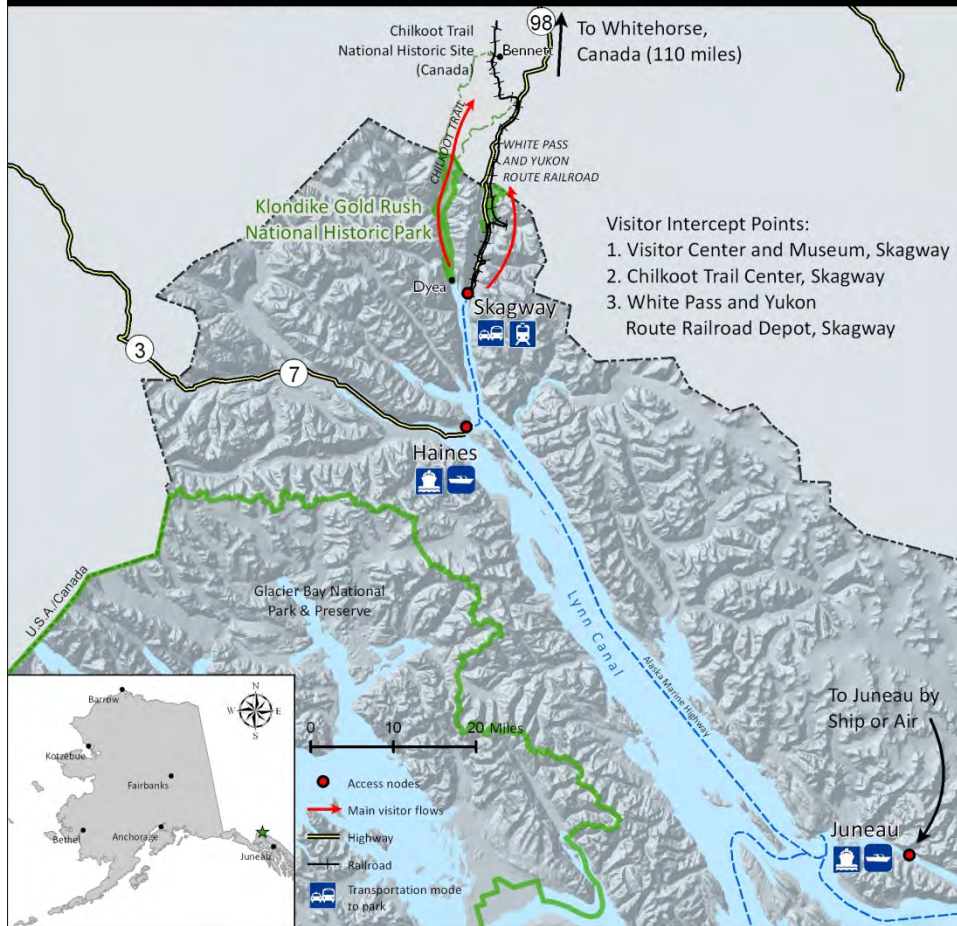 98
To Whitehorse,
Canada (110 miles)
Chilkoot Trail
National Historic Site
(Canada)
Bennett
CHILKOOT TRAIL
WHITE PASS
AND YUKON
ROUTE RAILROAD
Klondike Gold Rush
National Historic Park
Visitor Intercept Points:
1. Visitor Center and Museum, Skagway
2. Chilkoot Trail Center, Skagway
3. White Pass and Yukon
Route Railroad Depot, Skagway
Dyea
Skagway
3
7
Haines
Glacier Bay National
Park & Preserve
U.S.A./Canada
Lynn Canal
Alaska Marine Highway
To Juneau by
Ship or Air
Juneau
Barrow
Kotzebue
Fairbanks
Bethel
Anchorage
Juneau
N
W
E
S
0 10 20 Miles
Access nodes
Main visitor flows
Highway
Railroad
Transportation mode
to park